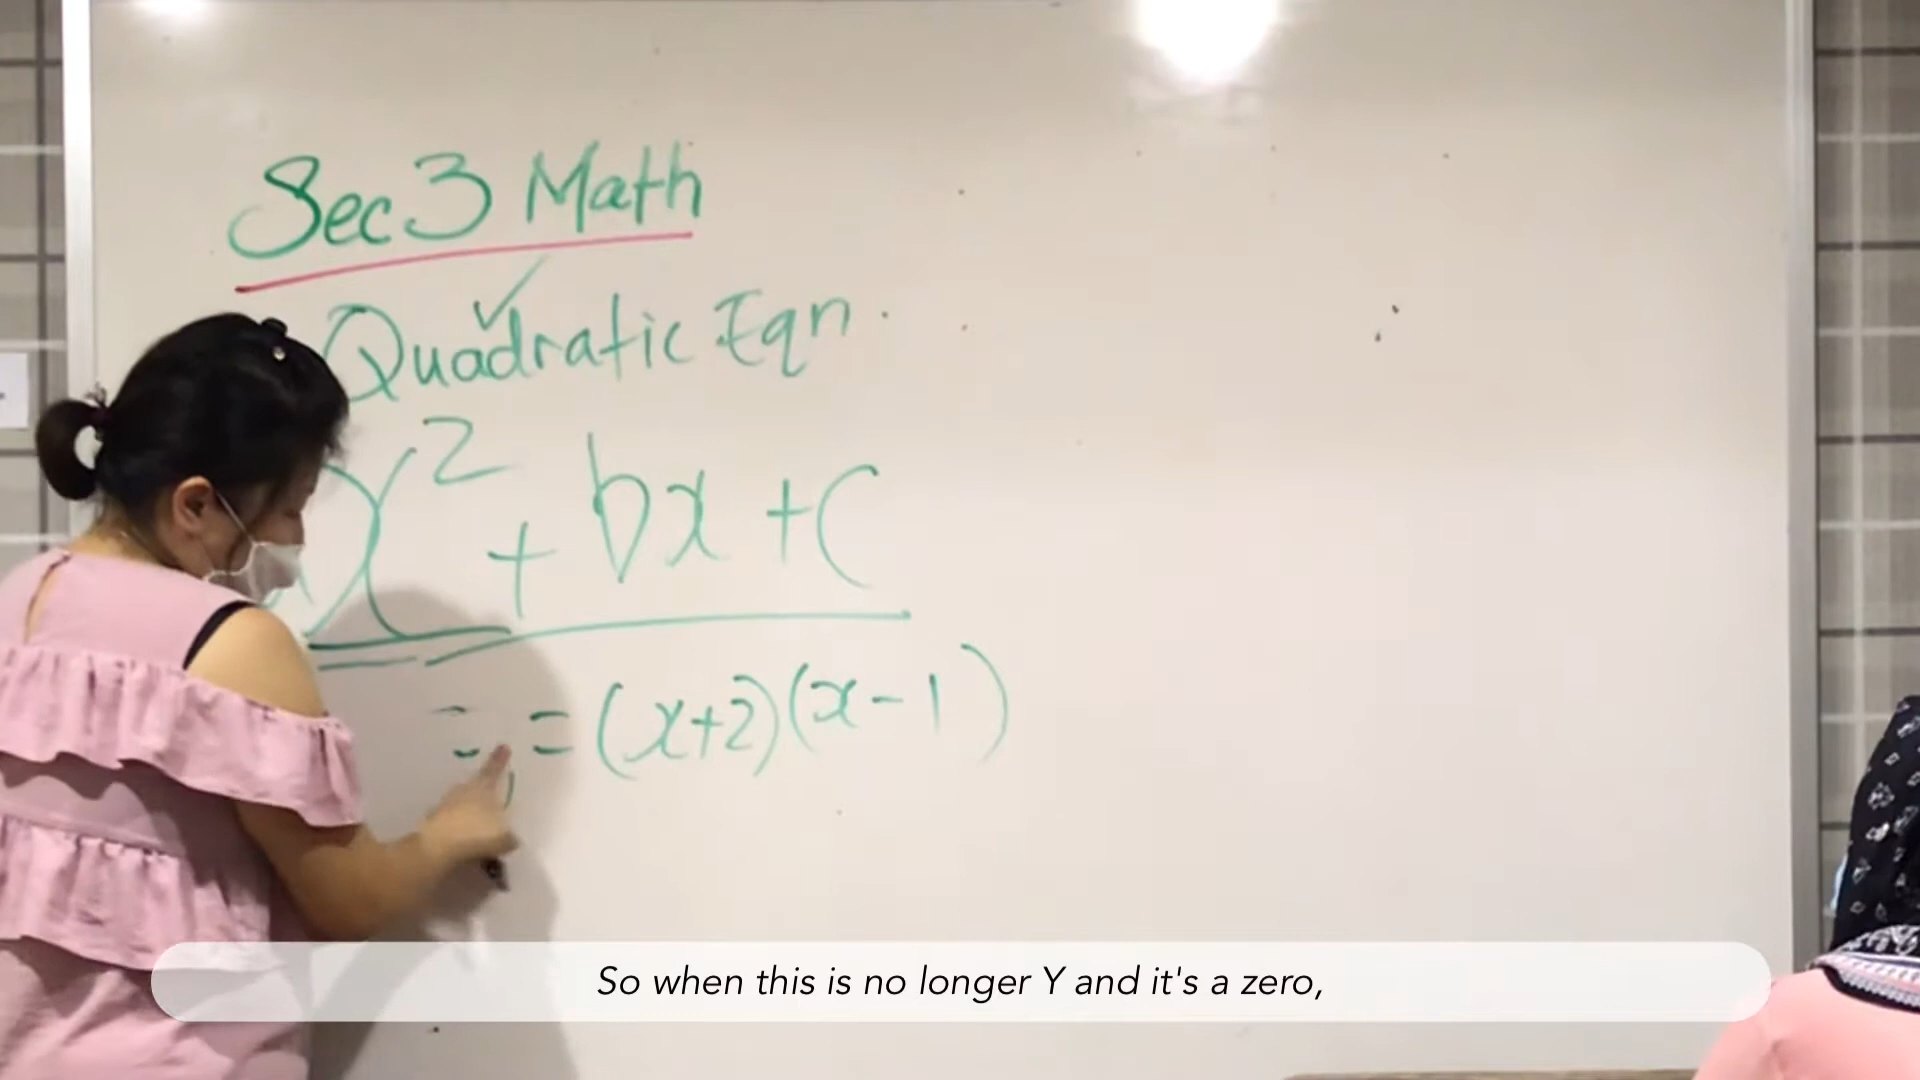 Sec 3 Math
Quadratic Eqn.
x² + bx + c
= (x+2)(x-1)
So when this is no longer Y and it's a zero,